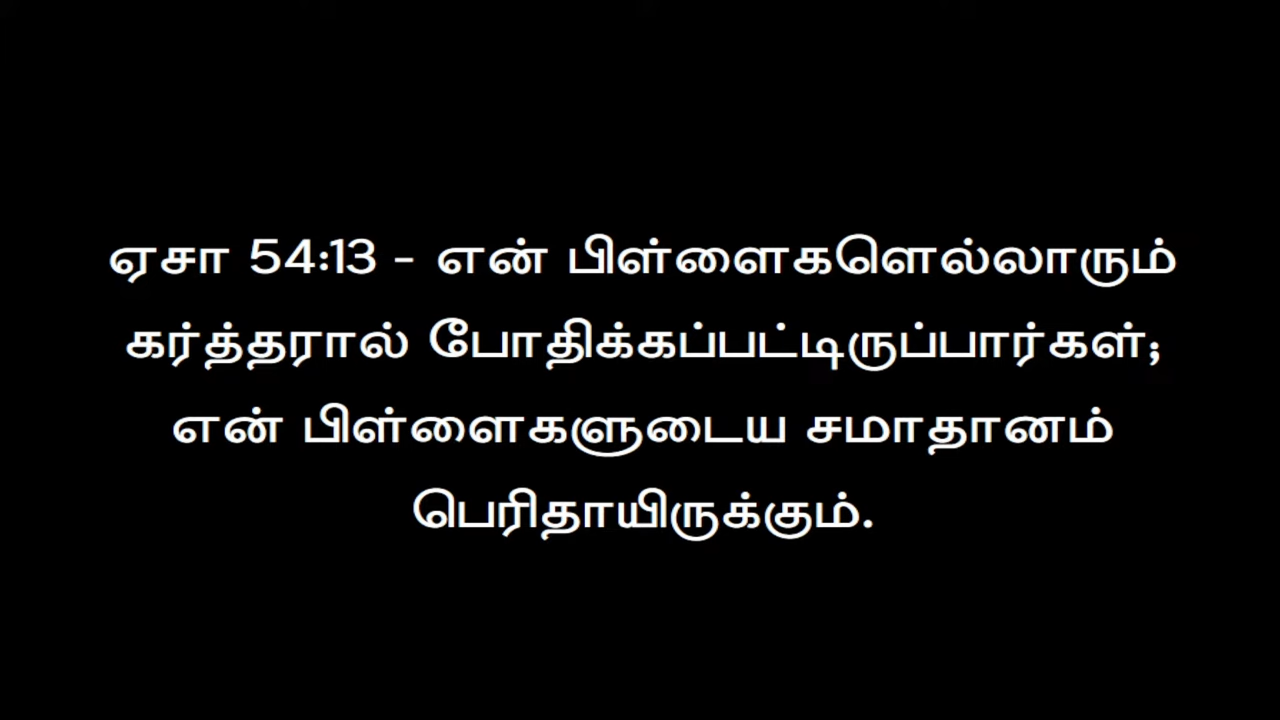 ஏசா 54:13 - என் பிள்ளைகளெல்லாரும்
கர்த்தரால் போதிக்கப்பட்டிருப்பார்கள்;
என் பிள்ளைகளுடைய சமாதானம்
பெரிதாயிருக்கும்.